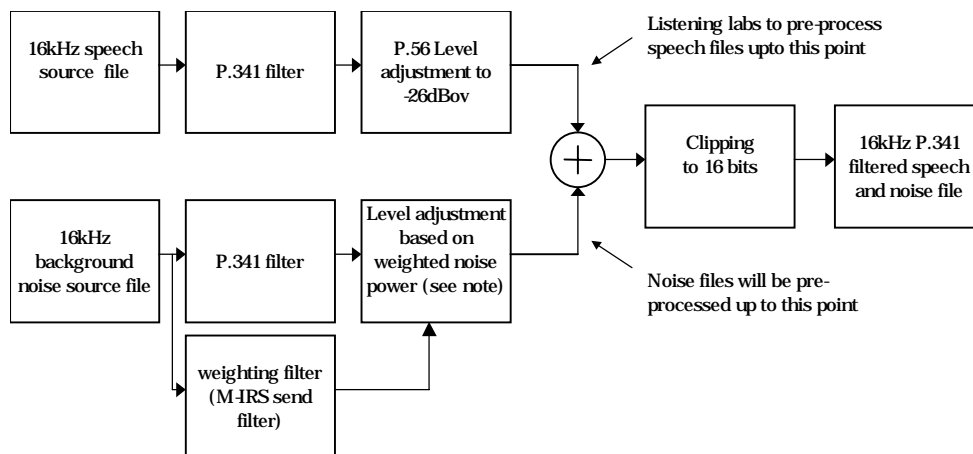 16kHz speech
source file
P.341 filter
P.56 Level
adjustment to
-26dBov
Listening labs to pre-process
speech files upto this point
Clipping
to 16 bits
16kHz P.341
filtered speech
and noise file
16kHz
background
noise source file
P.341 filter
Level adjustment
based on
weighted noise
power (see note)
Noise files will be pre-
processed up to this point
weighting filter
(M-IRS send
filter)